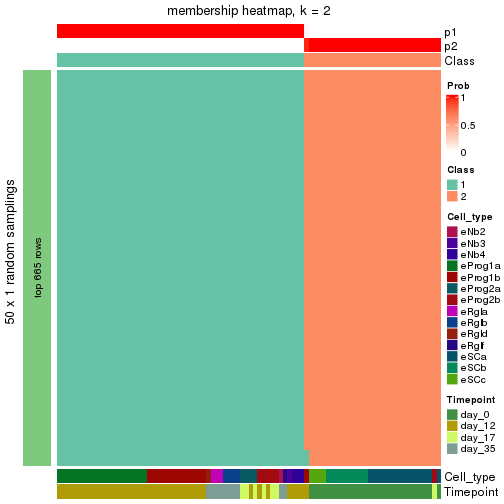 membership heatmap, k = 2
p1
p2
Class
50 x 1 random samplings
top 665 rows
Prob
1
0.5
0
Class
1
2
Cell_type
eNb2
eNb3
eNb4
eProg1a
eProg1b
eProg2a
eProg2b
eRgla
eRglb
eRgld
eRglf
eSCa
eSCb
eSCc
Timepoint
day_0
day_12
day_17
day_35
Cell_type
Timepoint